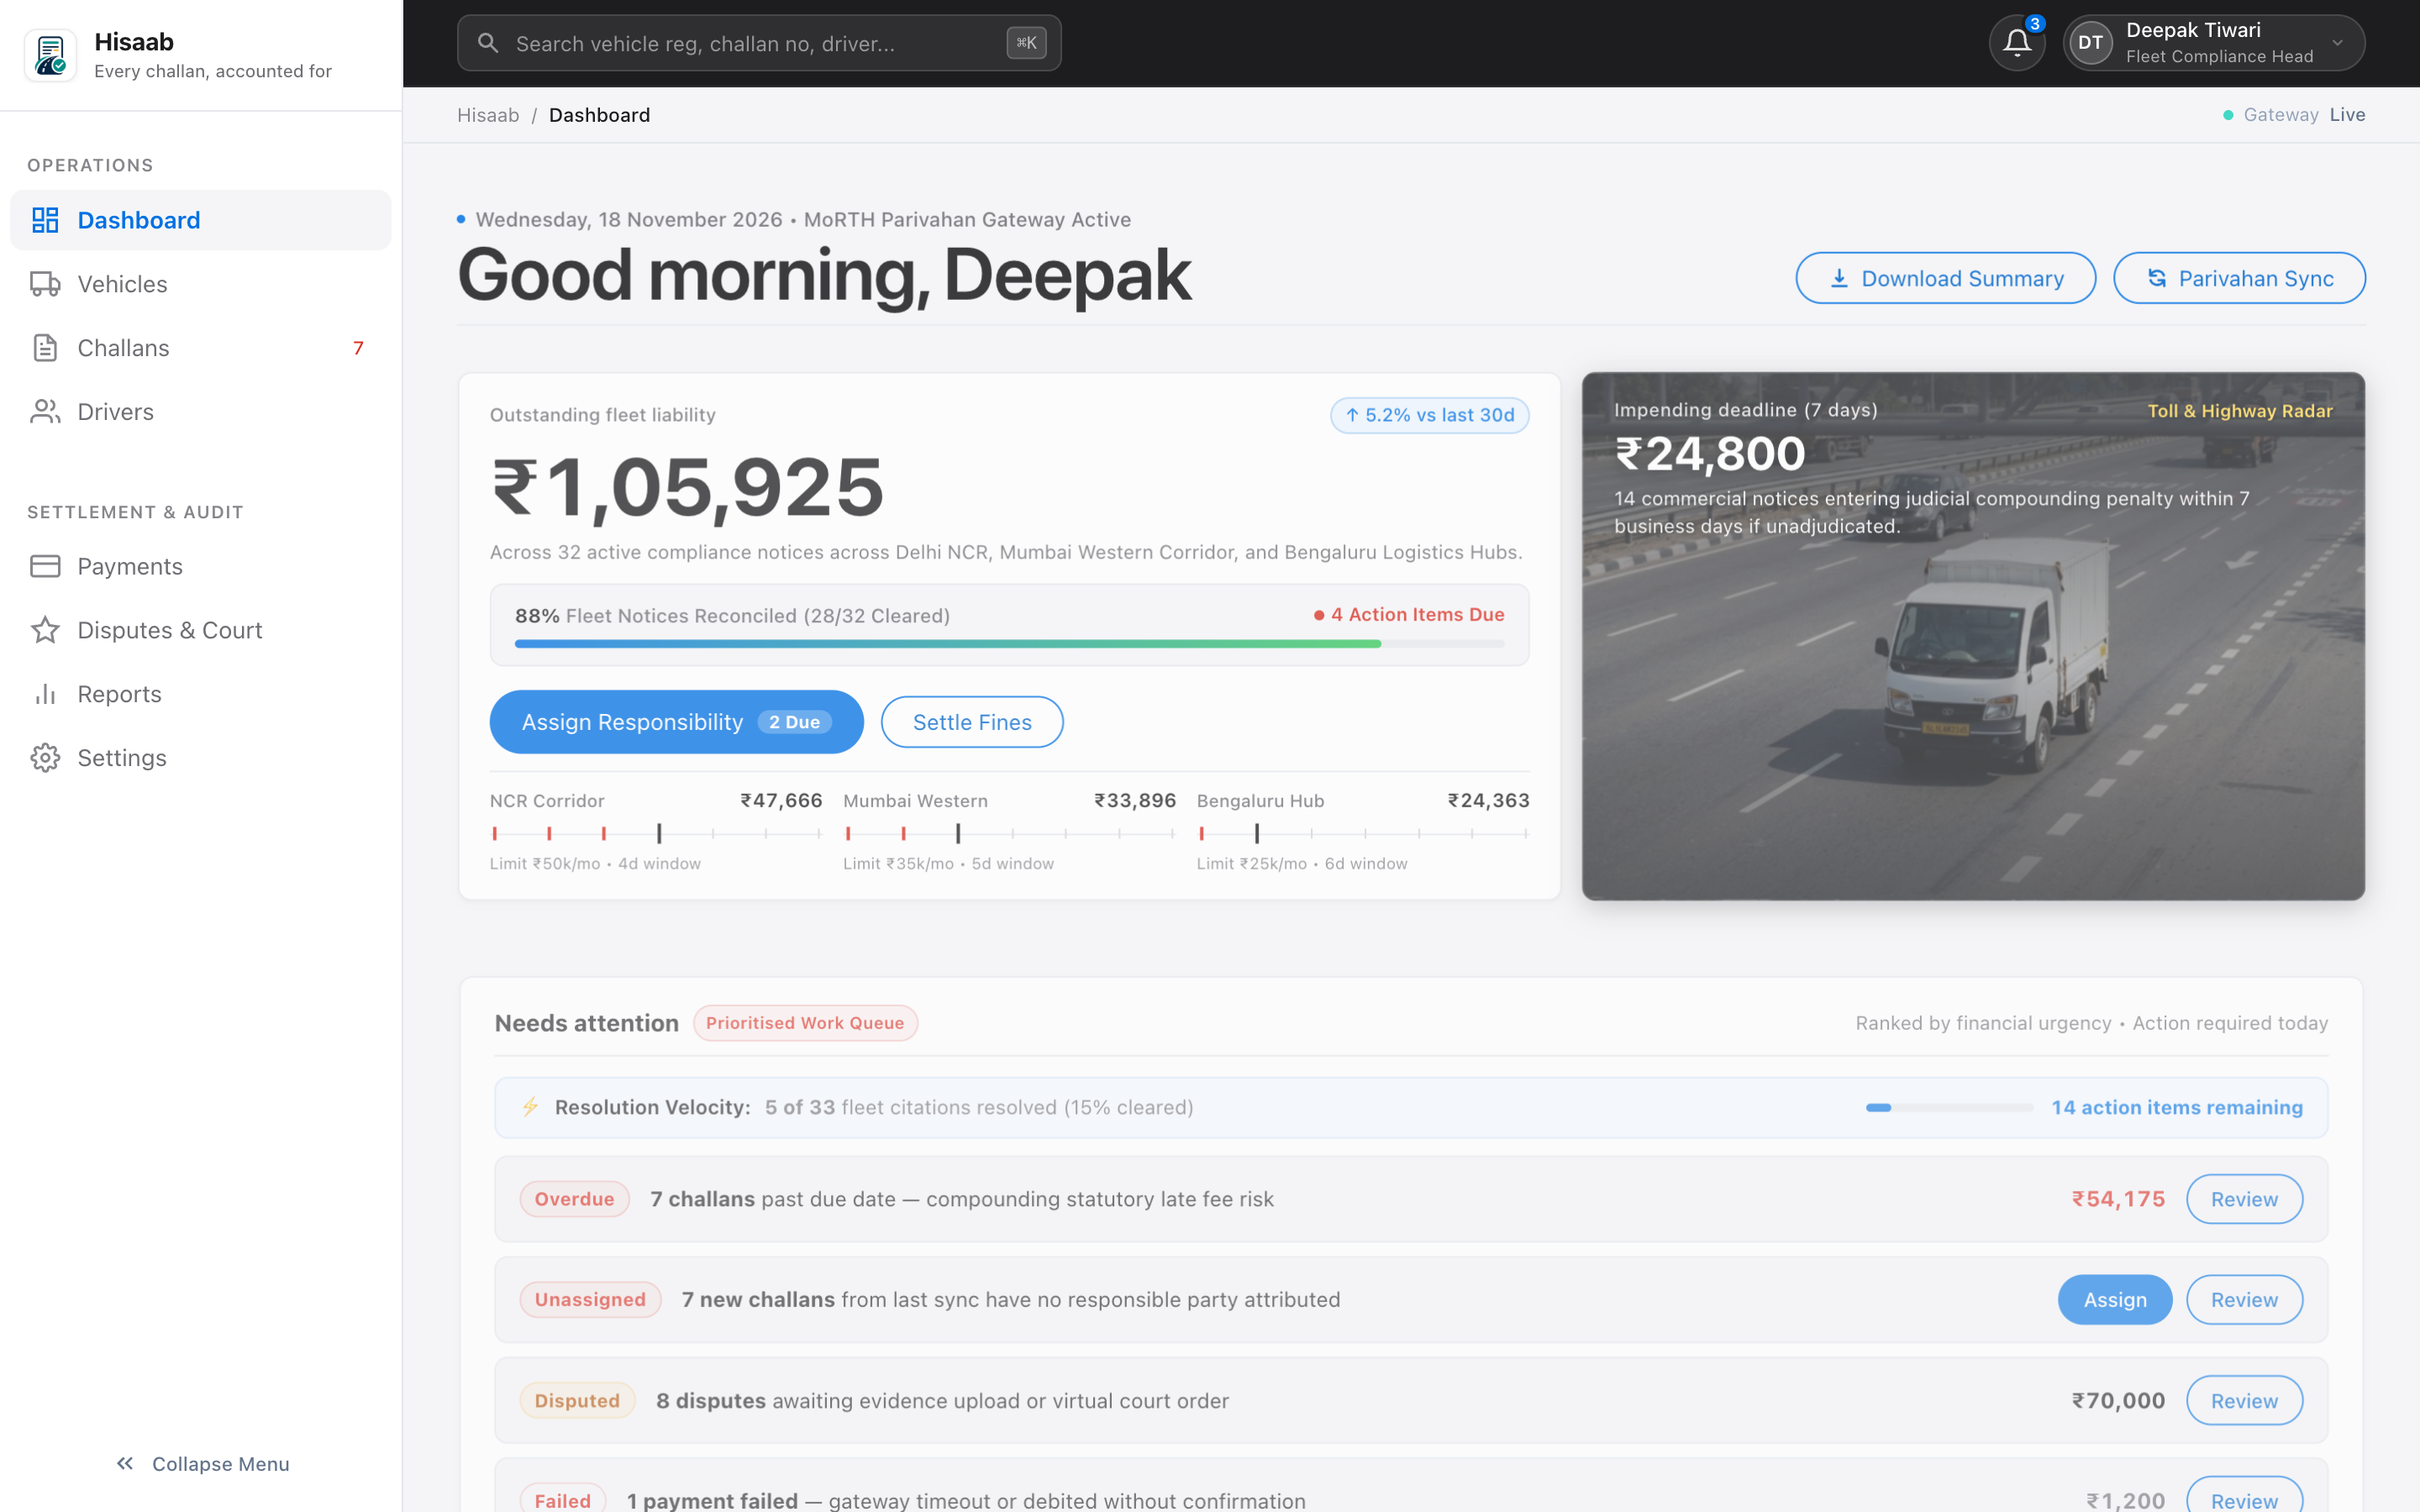 Hisaab
Every challan, accounted for
Search vehicle reg, challan no, driver...
⌘K
3
DT
Deepak Tiwari
Fleet Compliance Head
Hisaab / Dashboard
Gateway Live
OPERATIONS
Dashboard
Vehicles
Challans 7
Drivers
SETTLEMENT & AUDIT
Payments
Disputes & Court
Reports
Settings
Collapse Menu
Wednesday, 18 November 2026 • MoRTH Parivahan Gateway Active
Good morning, Deepak
Download Summary
Parivahan Sync
Outstanding fleet liability
↑ 5.2% vs last 30d
₹1,05,925
Across 32 active compliance notices across Delhi NCR, Mumbai Western Corridor, and Bengaluru Logistics Hubs.
88% Fleet Notices Reconciled (28/32 Cleared)
4 Action Items Due
Assign Responsibility 2 Due
Settle Fines
NCR Corridor ₹47,666
Limit ₹50k/mo • 4d window
Mumbai Western ₹33,896
Limit ₹35k/mo • 5d window
Bengaluru Hub ₹24,363
Limit ₹25k/mo • 6d window
Impending deadline (7 days)
Toll & Highway Radar
₹24,800
14 commercial notices entering judicial compounding penalty within 7
business days if unadjudicated.
Needs attention
Prioritised Work Queue
Ranked by financial urgency • Action required today
Resolution Velocity: 5 of 33 fleet citations resolved (15% cleared)
14 action items remaining
Overdue 7 challans past due date — compounding statutory late fee risk ₹54,175 Review
Unassigned 7 new challans from last sync have no responsible party attributed Assign Review
Disputed 8 disputes awaiting evidence upload or virtual court order ₹70,000 Review
Failed 1 payment failed — gateway timeout or debited without confirmation ₹1,200 Review